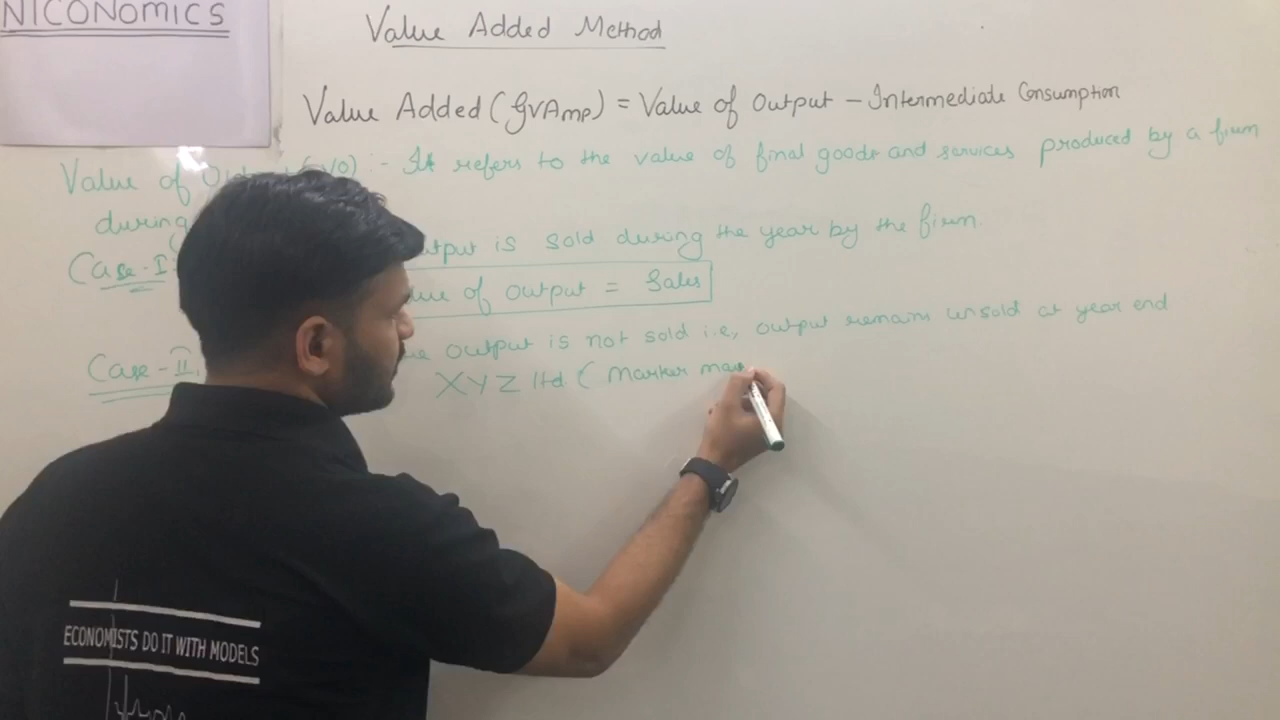 NICONOMICS
Value Added Method
Value Added (GVAMP) = Value of Output - Intermediate Consumption
Value of :- It refers to the value of final goods and services produced by a firm
during
Case-I is sold during the year by the firm.
of output = Sales
Case-II output is not sold i.e, output remains unsold at year end
XYZ ltd (Marker
ECONOMISTS DO IT WITH MODELS